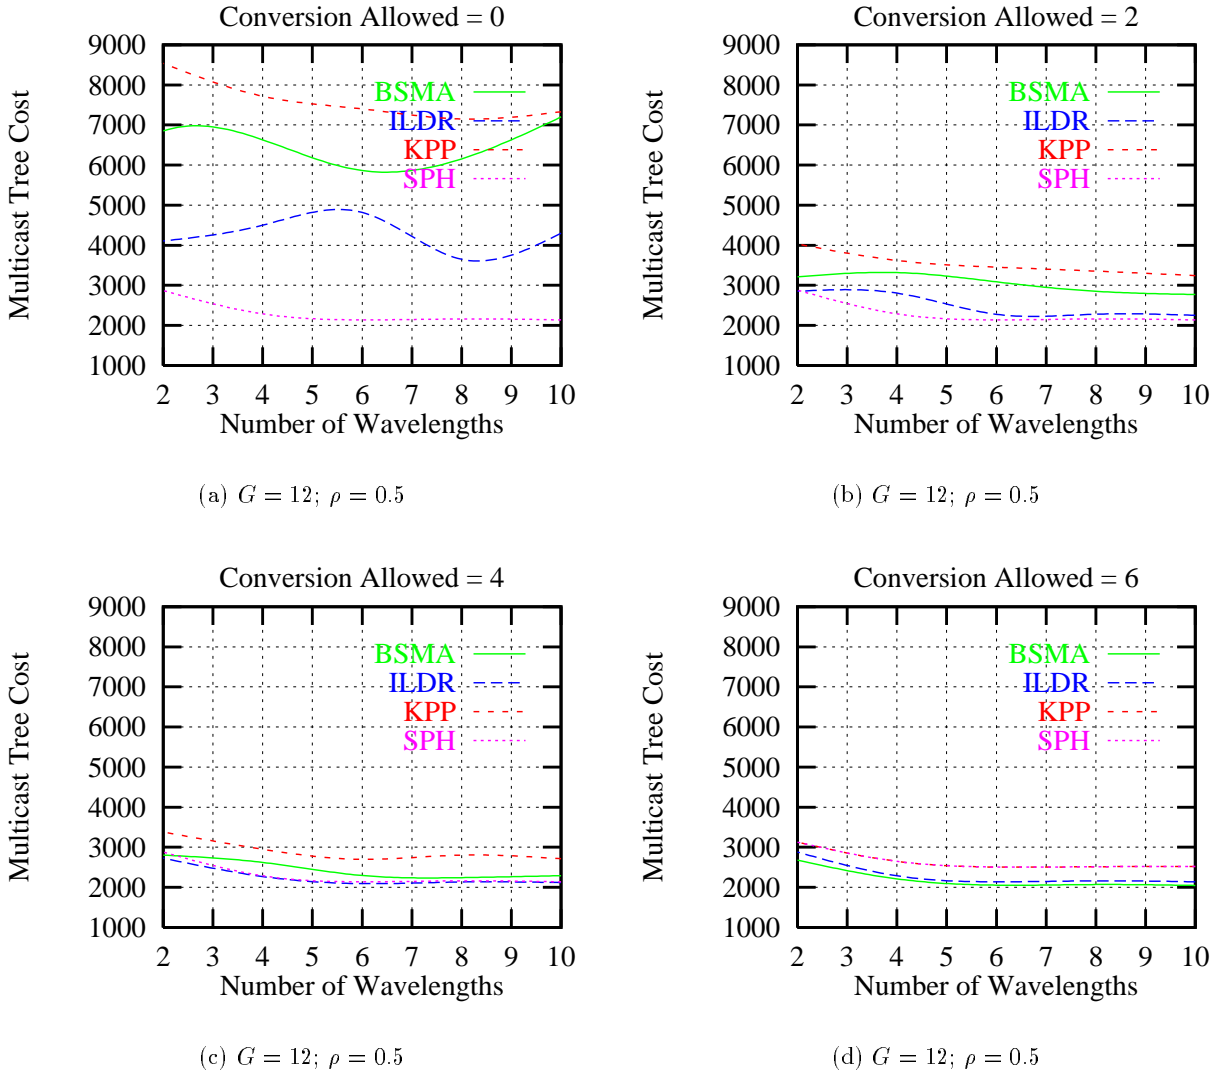 Conversion Allowed = 0
Multicast Tree Cost
9000
8000
7000
6000
5000
4000
3000
2000
1000
BSMA
ILDR
KPP
SPH
2 3 4 5 6 7 8 9 10
Number of Wavelengths
(a) G = 12; ρ = 0.5
Conversion Allowed = 2
Multicast Tree Cost
9000
8000
7000
6000
5000
4000
3000
2000
1000
BSMA
ILDR
KPP
SPH
2 3 4 5 6 7 8 9 10
Number of Wavelengths
(b) G = 12; ρ = 0.5
Conversion Allowed = 4
Multicast Tree Cost
9000
8000
7000
6000
5000
4000
3000
2000
1000
BSMA
ILDR
KPP
SPH
2 3 4 5 6 7 8 9 10
Number of Wavelengths
(c) G = 12; ρ = 0.5
Conversion Allowed = 6
Multicast Tree Cost
9000
8000
7000
6000
5000
4000
3000
2000
1000
BSMA
ILDR
KPP
SPH
2 3 4 5 6 7 8 9 10
Number of Wavelengths
(d) G = 12; ρ = 0.5